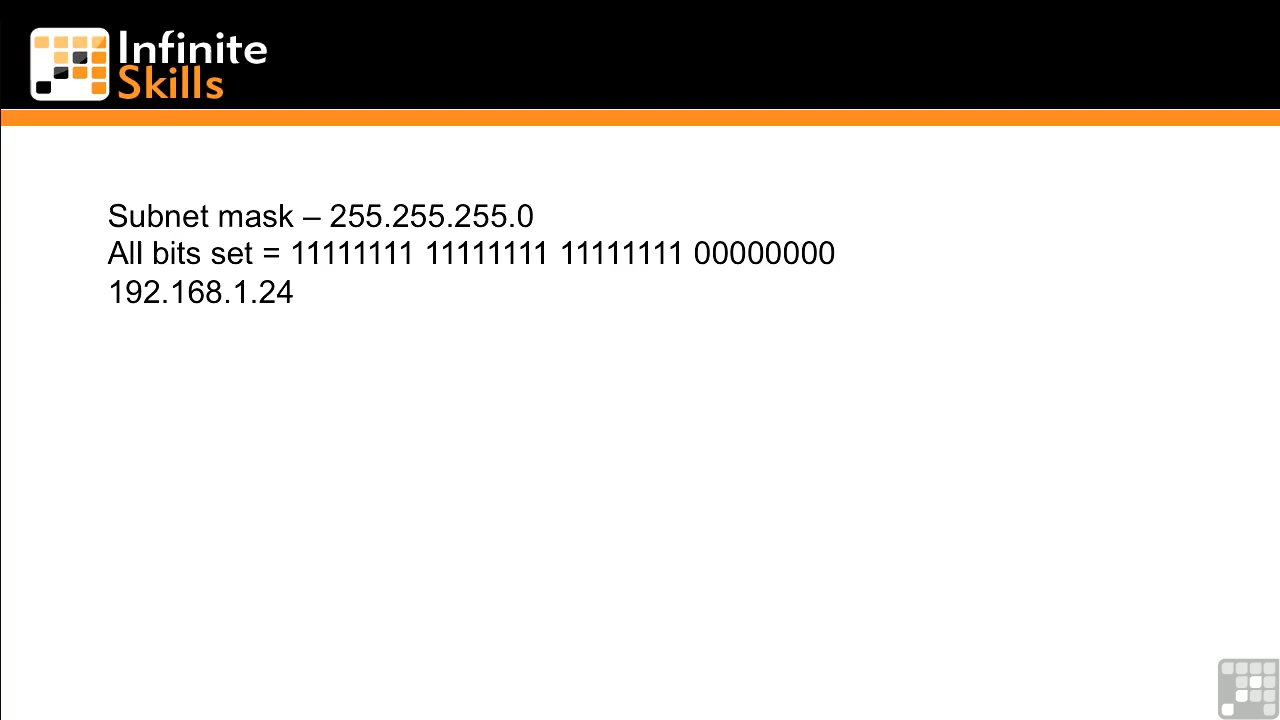 Infinite
Skills
Subnet mask – 255.255.255.0
All bits set = 11111111 11111111 11111111 00000000
192.168.1.24